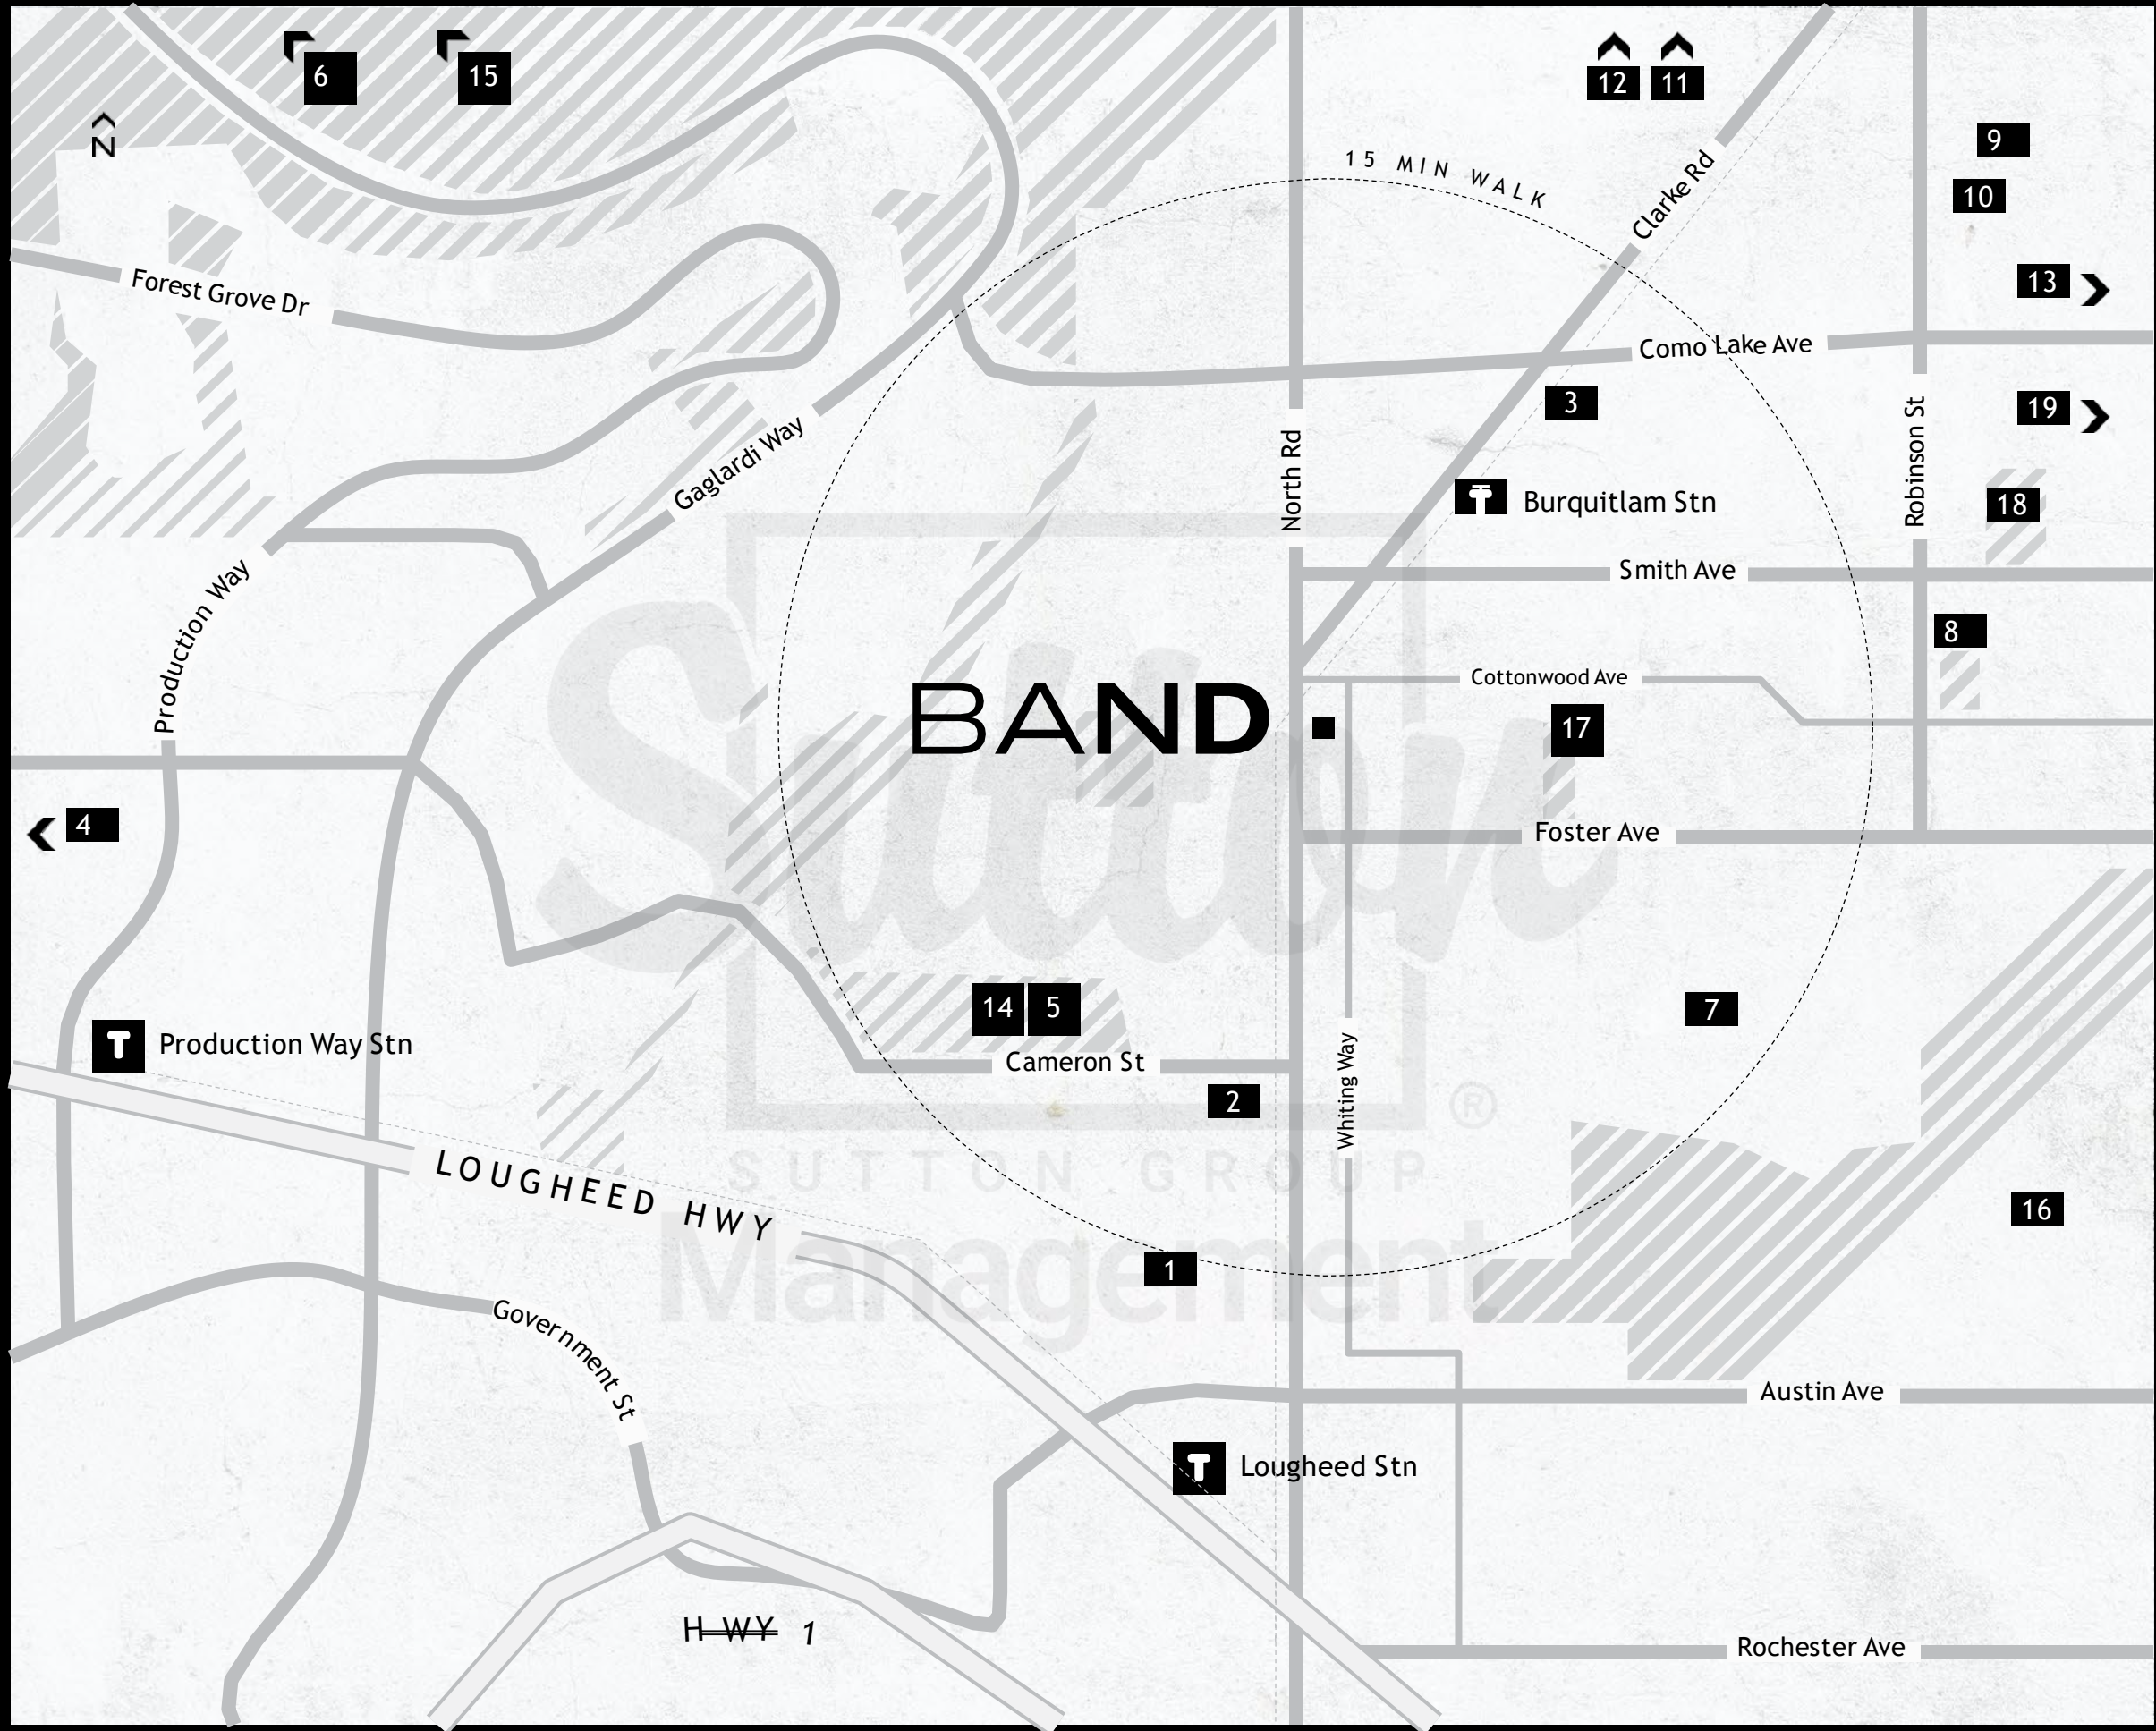 6
15
12
11
N
9
15 MIN WALK
Clarke Rd
10
13
Forest Grove Dr
Como Lake Ave
3
19
Gaglardi Way
North Rd
Robinson St
Burquitlam Stn
18
Smith Ave
Production Way
8
Cottonwood Ave
BAND
17
4
Foster Ave
Sutton
14
5
7
T
Production Way Stn
Cameron St
Whiting Way
2
®
LOUGHEED HWY
SUTTON GROUP
16
Management
1
Government St
Austin Ave
T
Lougheed Stn
HWY 1
Rochester Ave